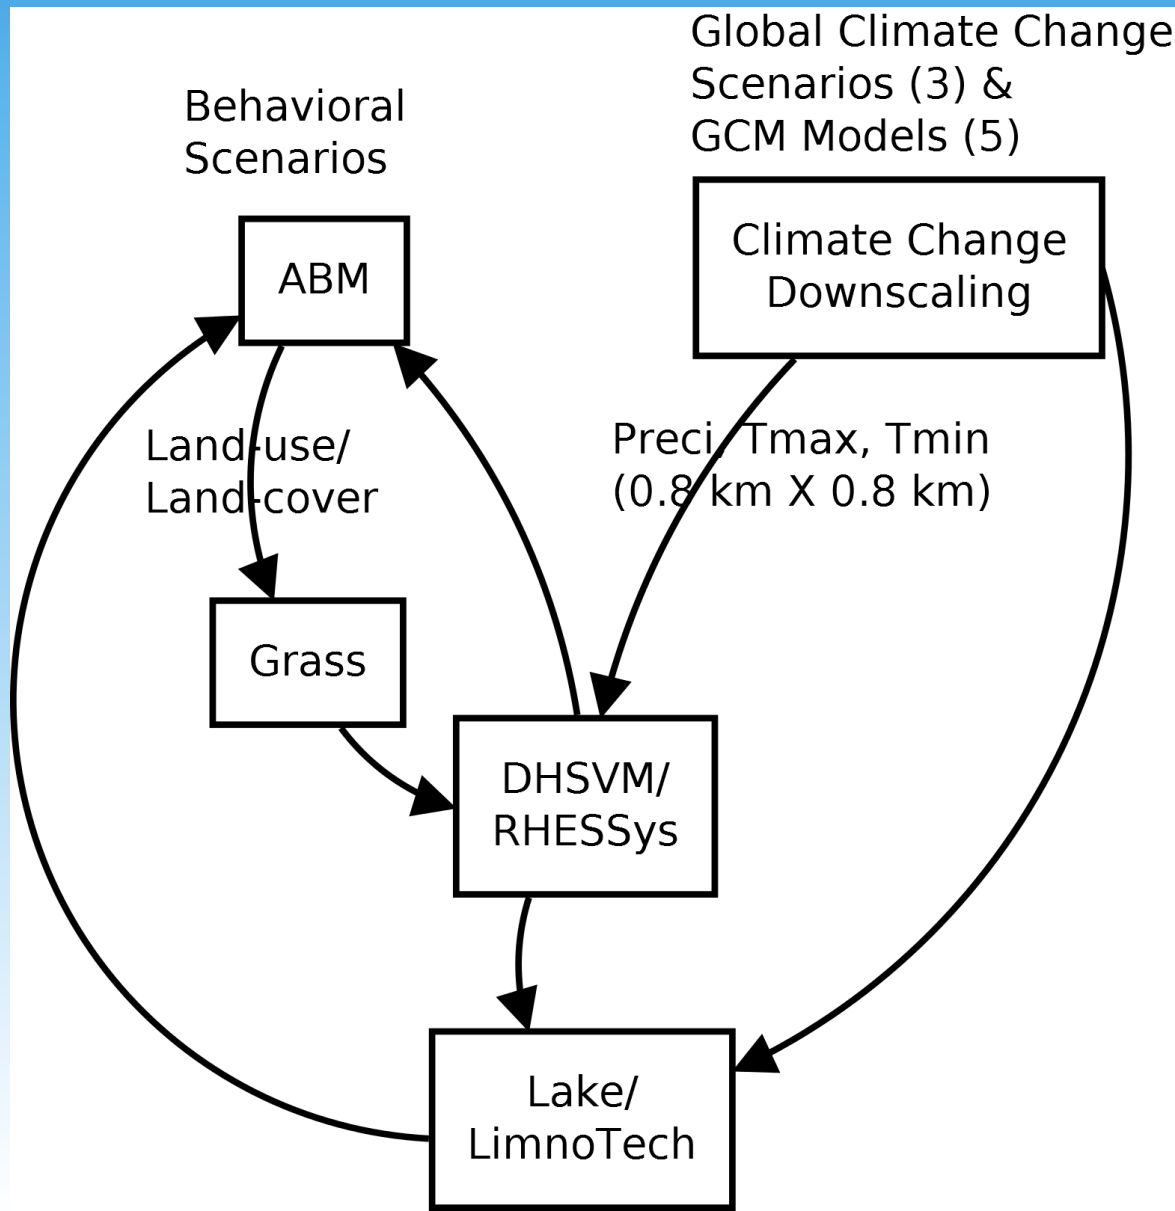 Global Climate Change
Scenarios (3) &
GCM Models (5)
Behavioral
Scenarios
ABM
Climate Change
Downscaling
Land-use/
Land-cover
Preci, Tmax, Tmin
(0.8 km X 0.8 km)
Grass
DHSVM/
RHESSys
Lake/
LimnoTech